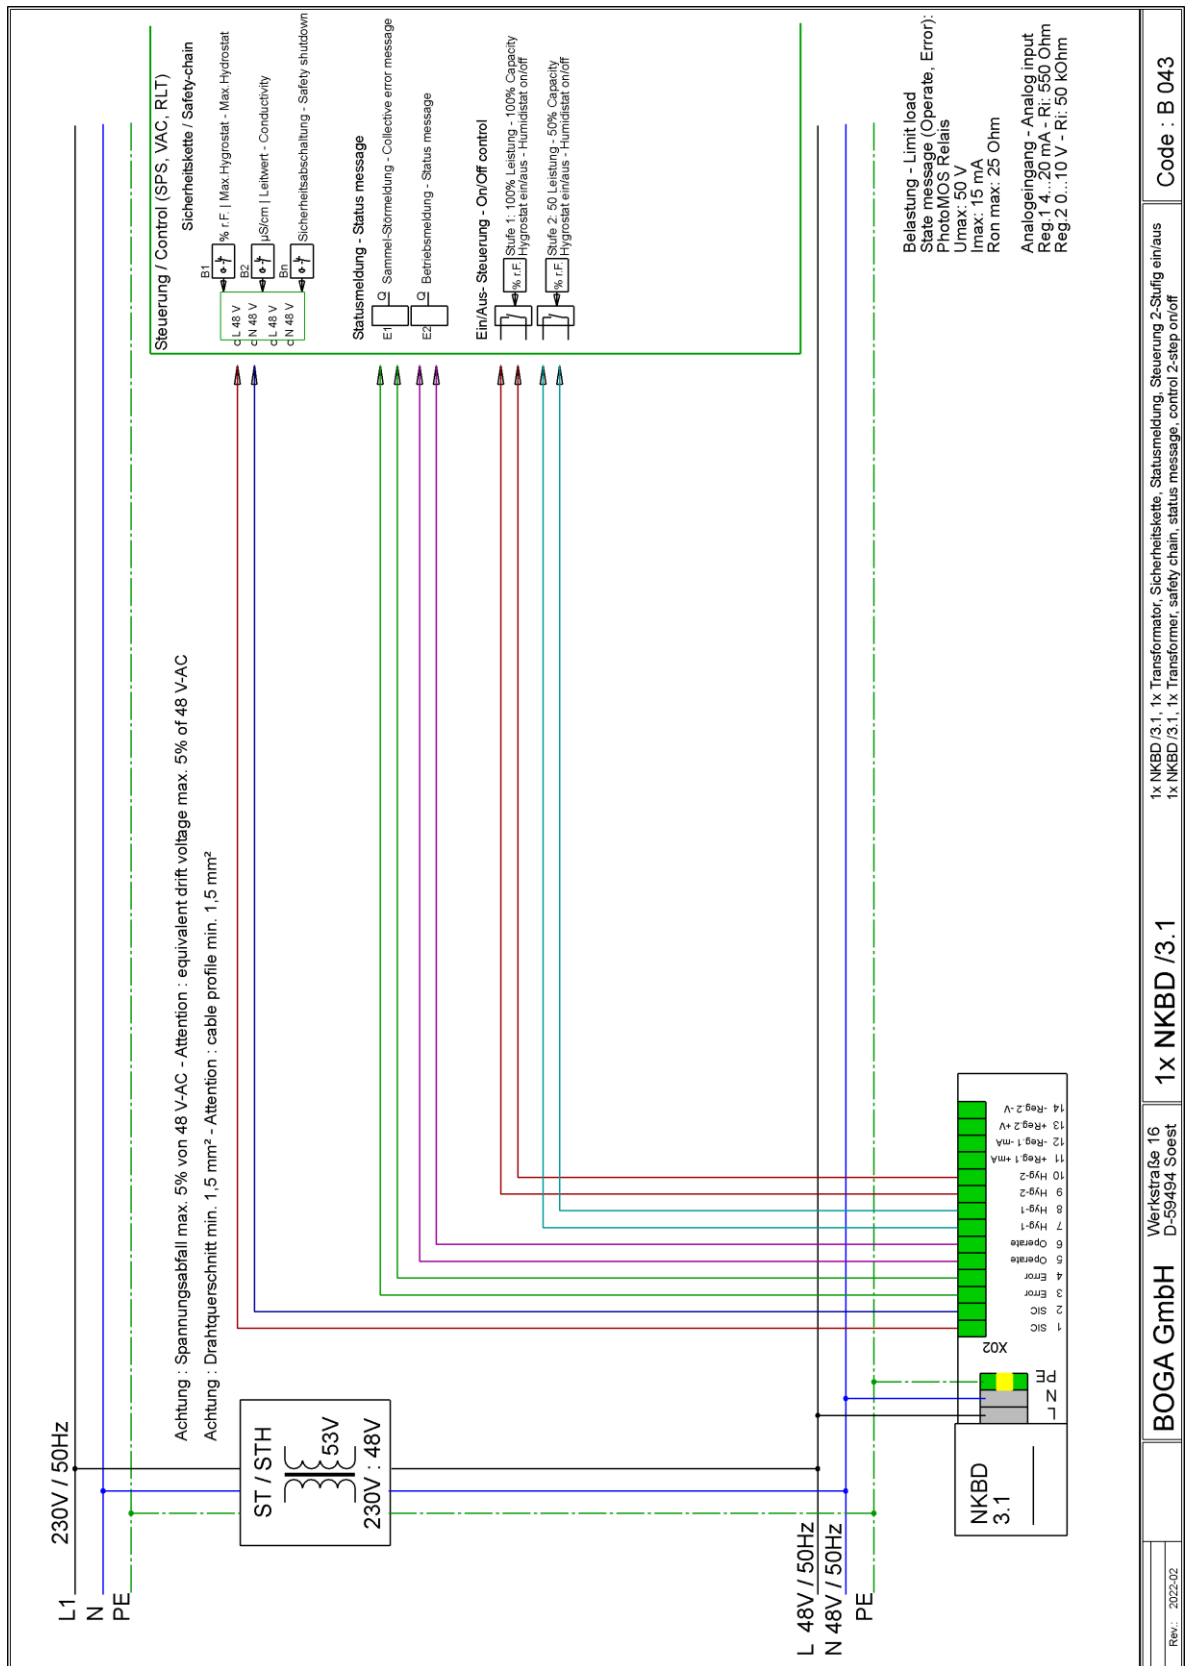 L1
230V / 50Hz
N
PE
ST / STH
53V
230V : 48V
Achtung : Spannungsabfall max. 5% von 48 V-AC - Attention : equivalent drift voltage max. 5% of 48 V-AC
Achtung : Drahtquerschnitt min. 1,5 mm² - Attention : cable profile min. 1,5 mm²
Steuerung / Control (SPS, VAC, RLT)
Sicherheitskette / Safety-chain
B1
% r.F. | Max.Hygrostat - Max.Hydrostat
B2
µS/cm | Leitwert - Conductivity
Bn
Sicherheitsabschaltung - Safety shutdown
L 48 V
N 48 V
L 48 V
N 48 V
Statusmeldung - Status message
E1
Q
Sammel-Störmeldung - Collective error message
E2
Q
Betriebsmeldung - Status message
Ein/Aus- Steuerung - On/Off control
% r.F.
Stufe 1: 100% Leistung - 100% Capacity
Hygrostat ein/aus - Humidistat on/off
% r.F.
Stufe 2: 50 Leistung - 50% Capacity
Hygrostat ein/aus - Humidistat on/off
L 48V / 50Hz
N 48V / 50Hz
PE
Belastung - Limit load
State message (Operate, Error):
PhotoMOS Relais
Umax: 50 V
Imax: 15 mA
Ron max: 25 Ohm
Analogeingang - Analog input
Reg.1 4...20 mA - Ri: 550 Ohm
Reg.2 0...10 V - Ri: 50 kOhm
NKBD
3.1
L
N
PE
X02
1 SIC
2 SIC
3 Error
4 Error
5 Operate
6 Operate
7 Hyg-1
8 Hyg-1
9 Hyg-2
10 Hyg-2
11 +Reg.1 +mA
12 -Reg.1 -mA
13 +Reg.2 +V
14 -Reg.2 -V
Rev.: 2022-02
BOGA GmbH
Werkstraße 16
D-59494 Soest
1x NKBD /3.1
1x NKBD /3.1, 1x Transformator, Sicherheitskette, Statusmeldung, Steuerung 2-Stufig ein/aus
1x NKBD /3.1, 1x Transformer, safety chain, status message, control 2-step on/off
Code : B 043